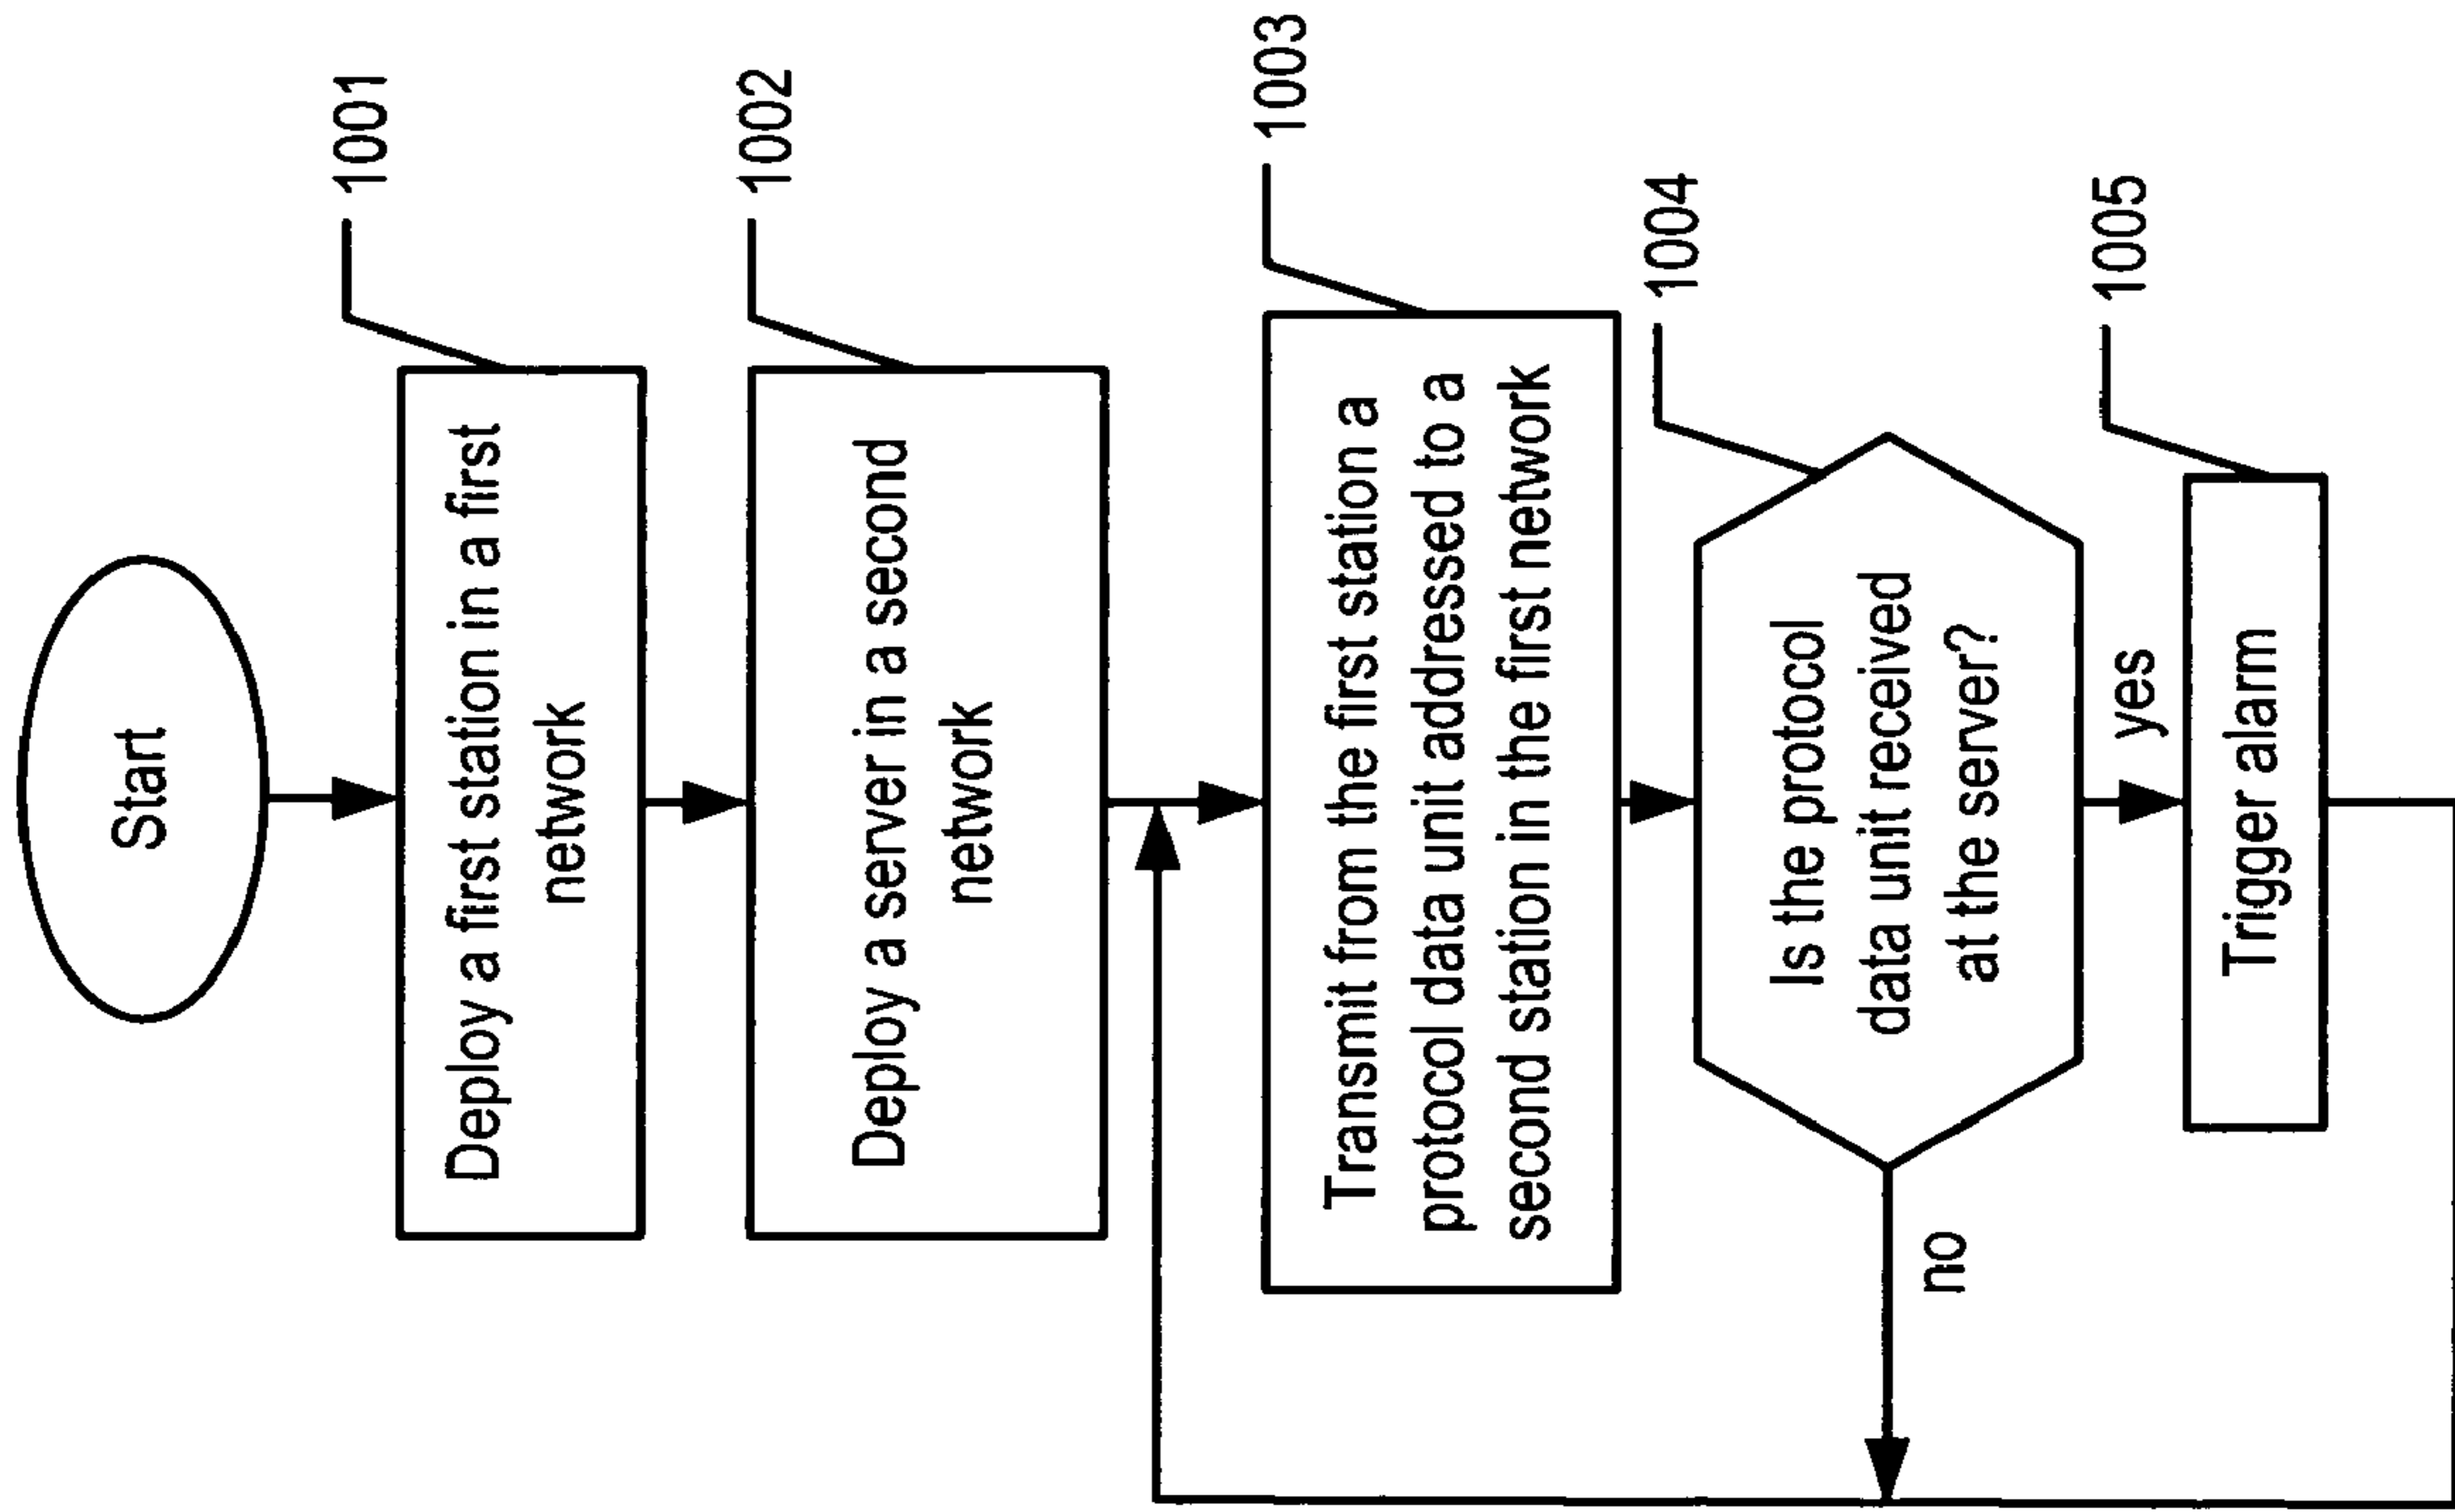 Start
1001
Deploy a first station in a first
network
1002
Deploy a server in a second
network
1003
Transmit from the first station a
protocol data unit addressed to a
second station in the first network
1004
Is the protocol
data unit received
at the server?
no
yes
1005
Trigger alarm